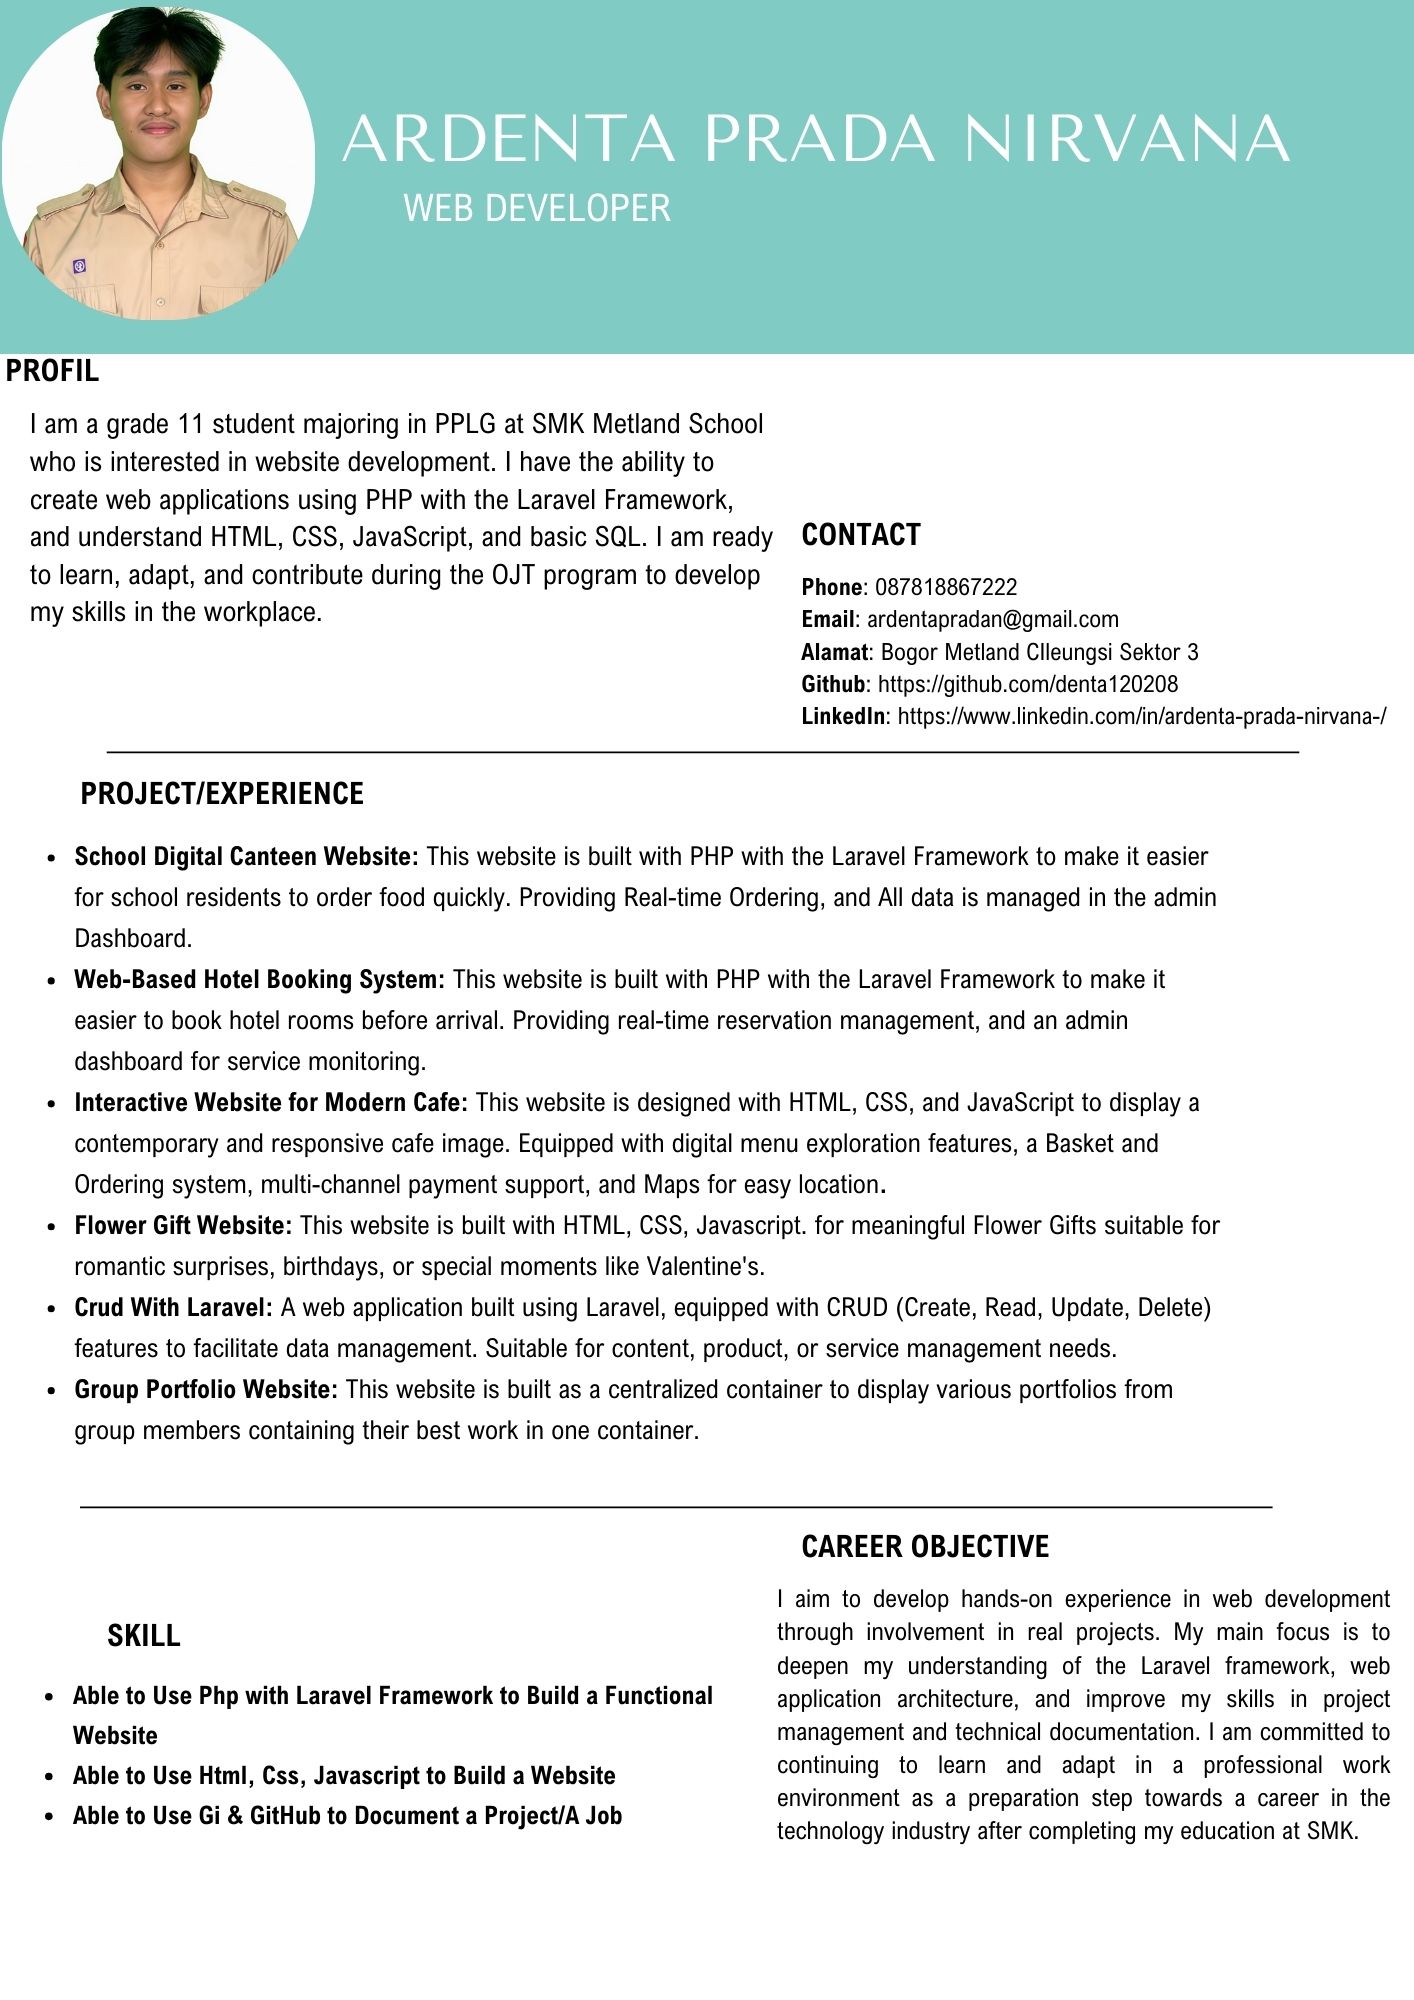 ARDENTA PRADA NIRVANA
WEB DEVELOPER
PROFIL
I am a grade 11 student majoring in PPLG at SMK Metland School
who is interested in website development. I have the ability to
create web applications using PHP with the Laravel Framework,
and understand HTML, CSS, JavaScript, and basic SQL. I am ready
to learn, adapt, and contribute during the OJT program to develop
my skills in the workplace.
CONTACT
Phone: 087818867222
Email: ardentapradan@gmail.com
Alamat: Bogor Metland CIleungsi Sektor 3
Github: https://github.com/denta120208
LinkedIn: https://www.linkedin.com/in/ardenta-prada-nirvana-/
PROJECT/EXPERIENCE
• School Digital Canteen Website: This website is built with PHP with the Laravel Framework to make it easier
for school residents to order food quickly. Providing Real-time Ordering, and All data is managed in the admin
Dashboard.
• Web-Based Hotel Booking System: This website is built with PHP with the Laravel Framework to make it
easier to book hotel rooms before arrival. Providing real-time reservation management, and an admin
dashboard for service monitoring.
• Interactive Website for Modern Cafe: This website is designed with HTML, CSS, and JavaScript to display a
contemporary and responsive cafe image. Equipped with digital menu exploration features, a Basket and
Ordering system, multi-channel payment support, and Maps for easy location.
• Flower Gift Website: This website is built with HTML, CSS, Javascript. for meaningful Flower Gifts suitable for
romantic surprises, birthdays, or special moments like Valentine's.
• Crud With Laravel: A web application built using Laravel, equipped with CRUD (Create, Read, Update, Delete)
features to facilitate data management. Suitable for content, product, or service management needs.
• Group Portfolio Website: This website is built as a centralized container to display various portfolios from
group members containing their best work in one container.
SKILL
• Able to Use Php with Laravel Framework to Build a Functional
Website
• Able to Use Html, Css, Javascript to Build a Website
• Able to Use Gi & GitHub to Document a Project/A Job
CAREER OBJECTIVE
I aim to develop hands-on experience in web development
through involvement in real projects. My main focus is to
deepen my understanding of the Laravel framework, web
application architecture, and improve my skills in project
management and technical documentation. I am committed to
continuing to learn and adapt in a professional work
environment as a preparation step towards a career in the
technology industry after completing my education at SMK.